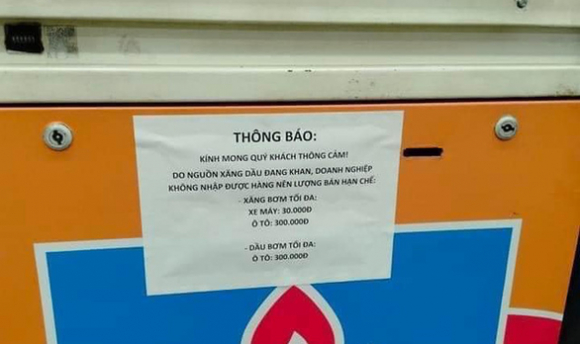 THÔNG BÁO:
KÍNH MONG QUÝ KHÁCH THÔNG CẢM!
DO NGUỒN XĂNG DẦU ĐANG KHAN, DOANH NGHIỆP
KHÔNG NHẬP ĐƯỢC HÀNG NÊN LƯỢNG BÁN HẠN CHẾ:
- XĂNG BƠM TỐI ĐA:
XE MÁY: 30.000Đ
Ô TÔ: 300.000Đ
- DẦU BƠM TỐI ĐA:
Ô TÔ: 300.000Đ